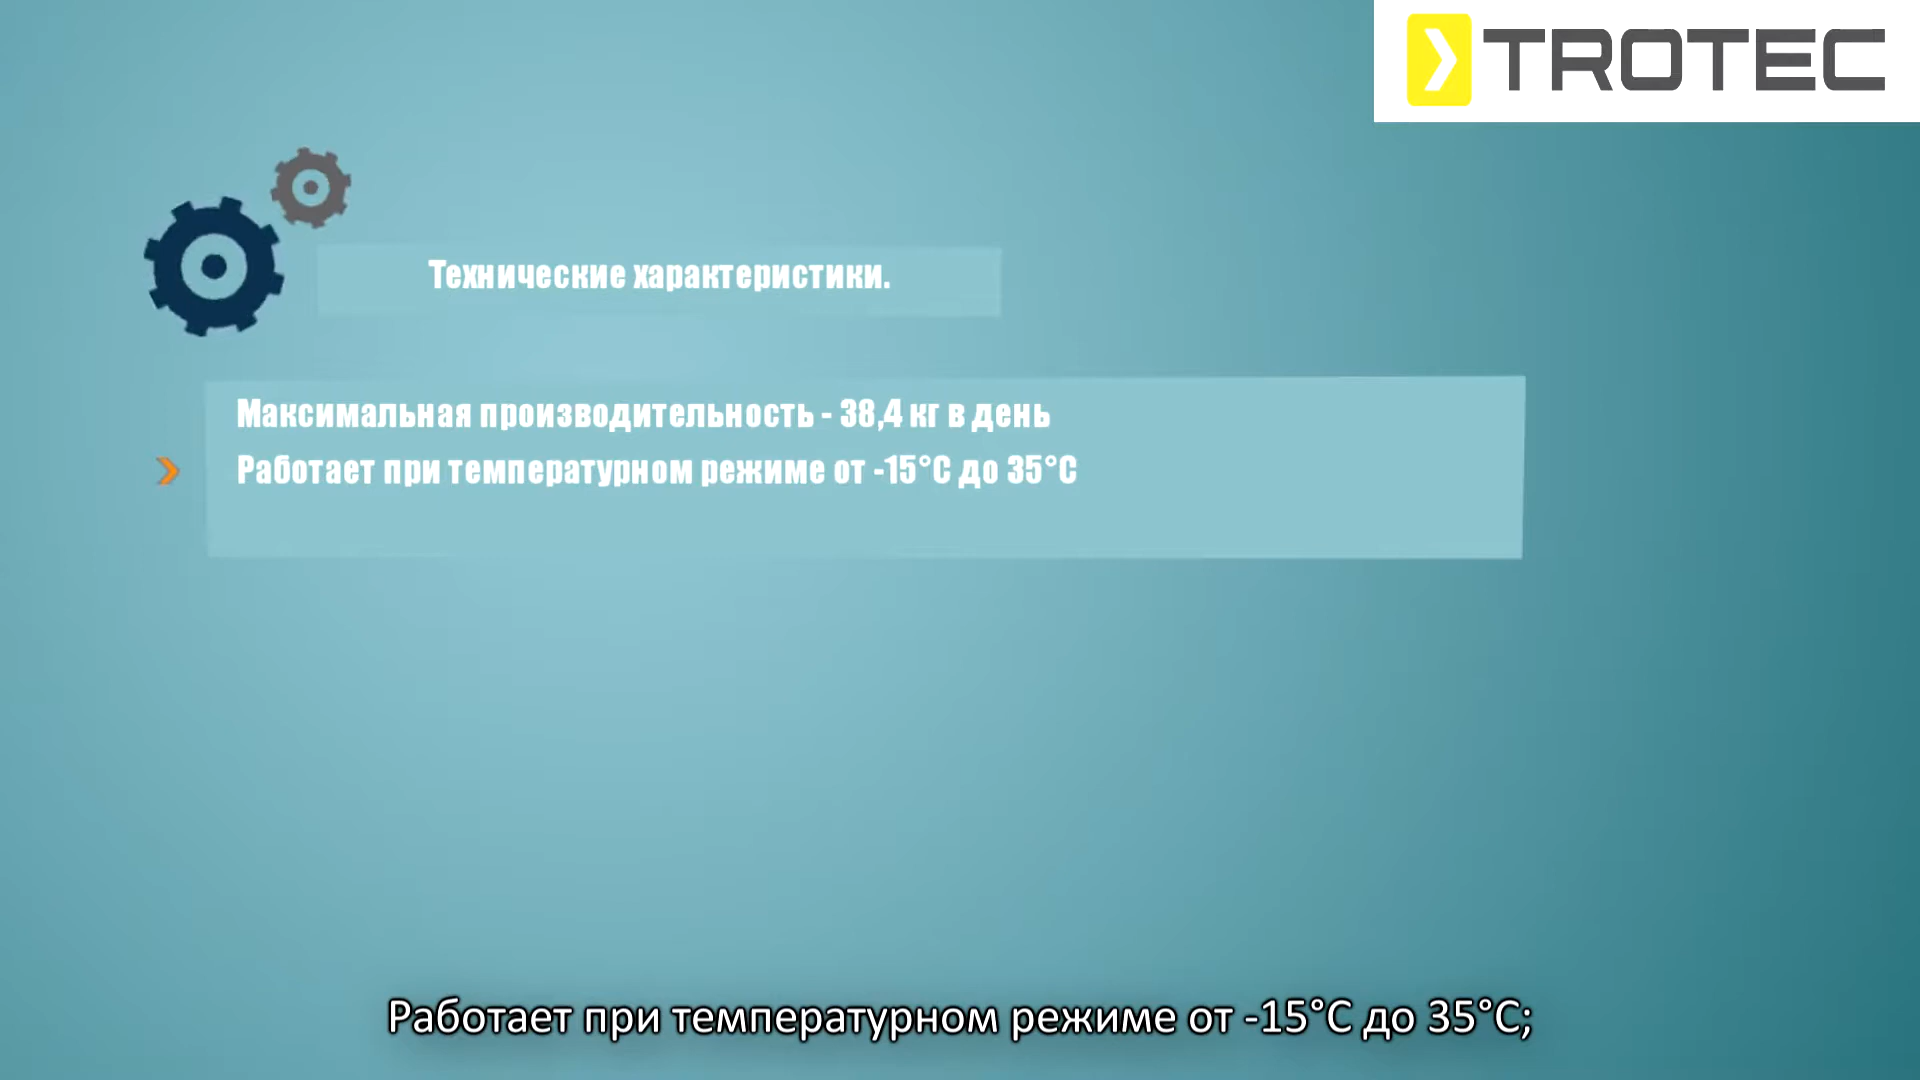 TROTEC
Технические характеристики.
Максимальная производительность - 38,4 кг в день
Работает при температурном режиме от -15°С до 35°С
Работает при температурном режиме от -15°С до 35°С;